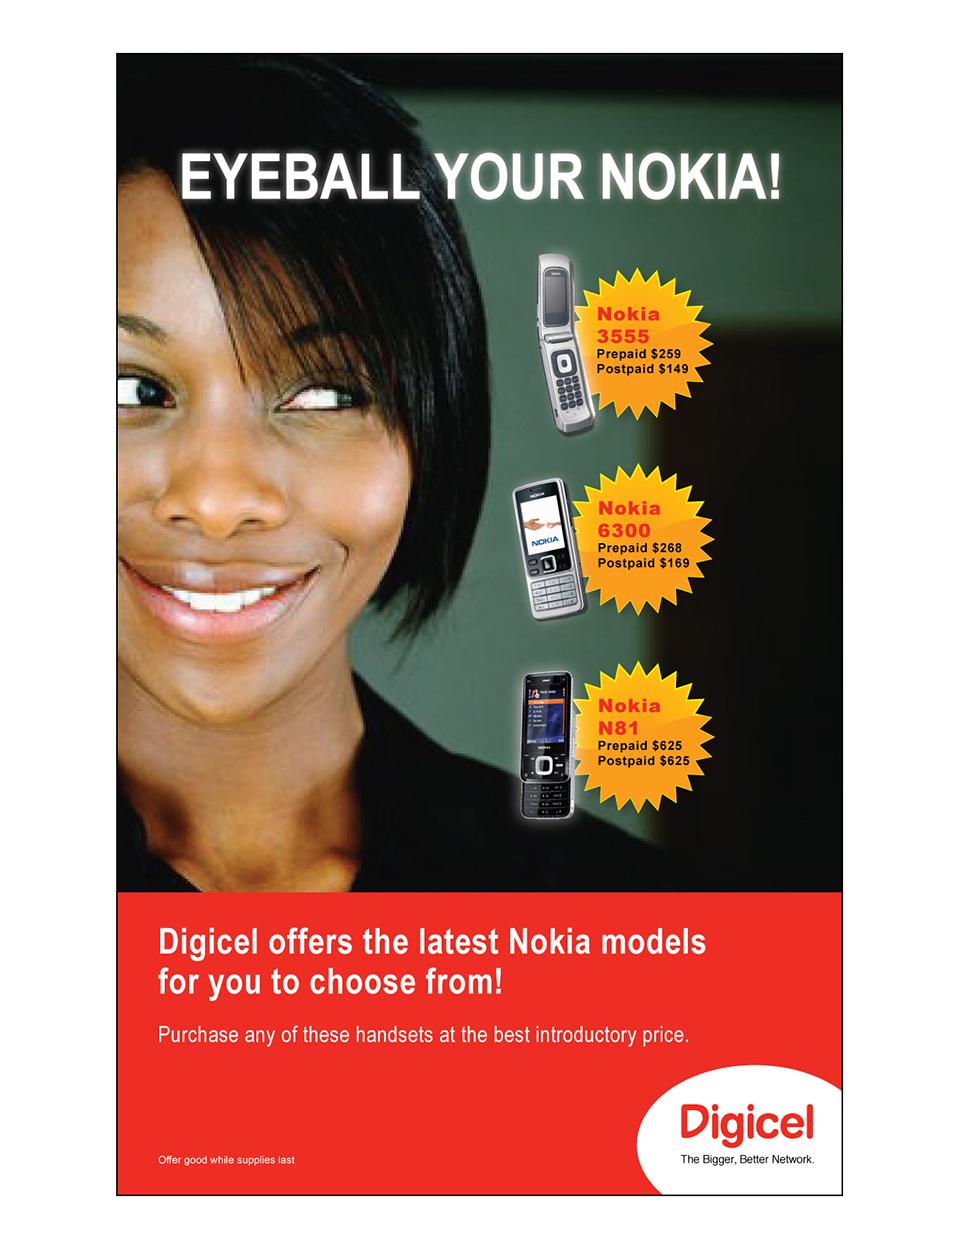 EYEBALL YOUR NOKIA!
Nokia
3555
Prepaid $259
Postpaid $149
NOKIA
NOKIA
Nokia
6300
Prepaid $268
Postpaid $169
Nokia
N81
Prepaid $625
Postpaid $625
NOKIA
Digicel offers the latest Nokia models
for you to choose from!
Purchase any of these handsets at the best introductory price.
Digicel
The Bigger, Better Network.
Offer good while supplies last